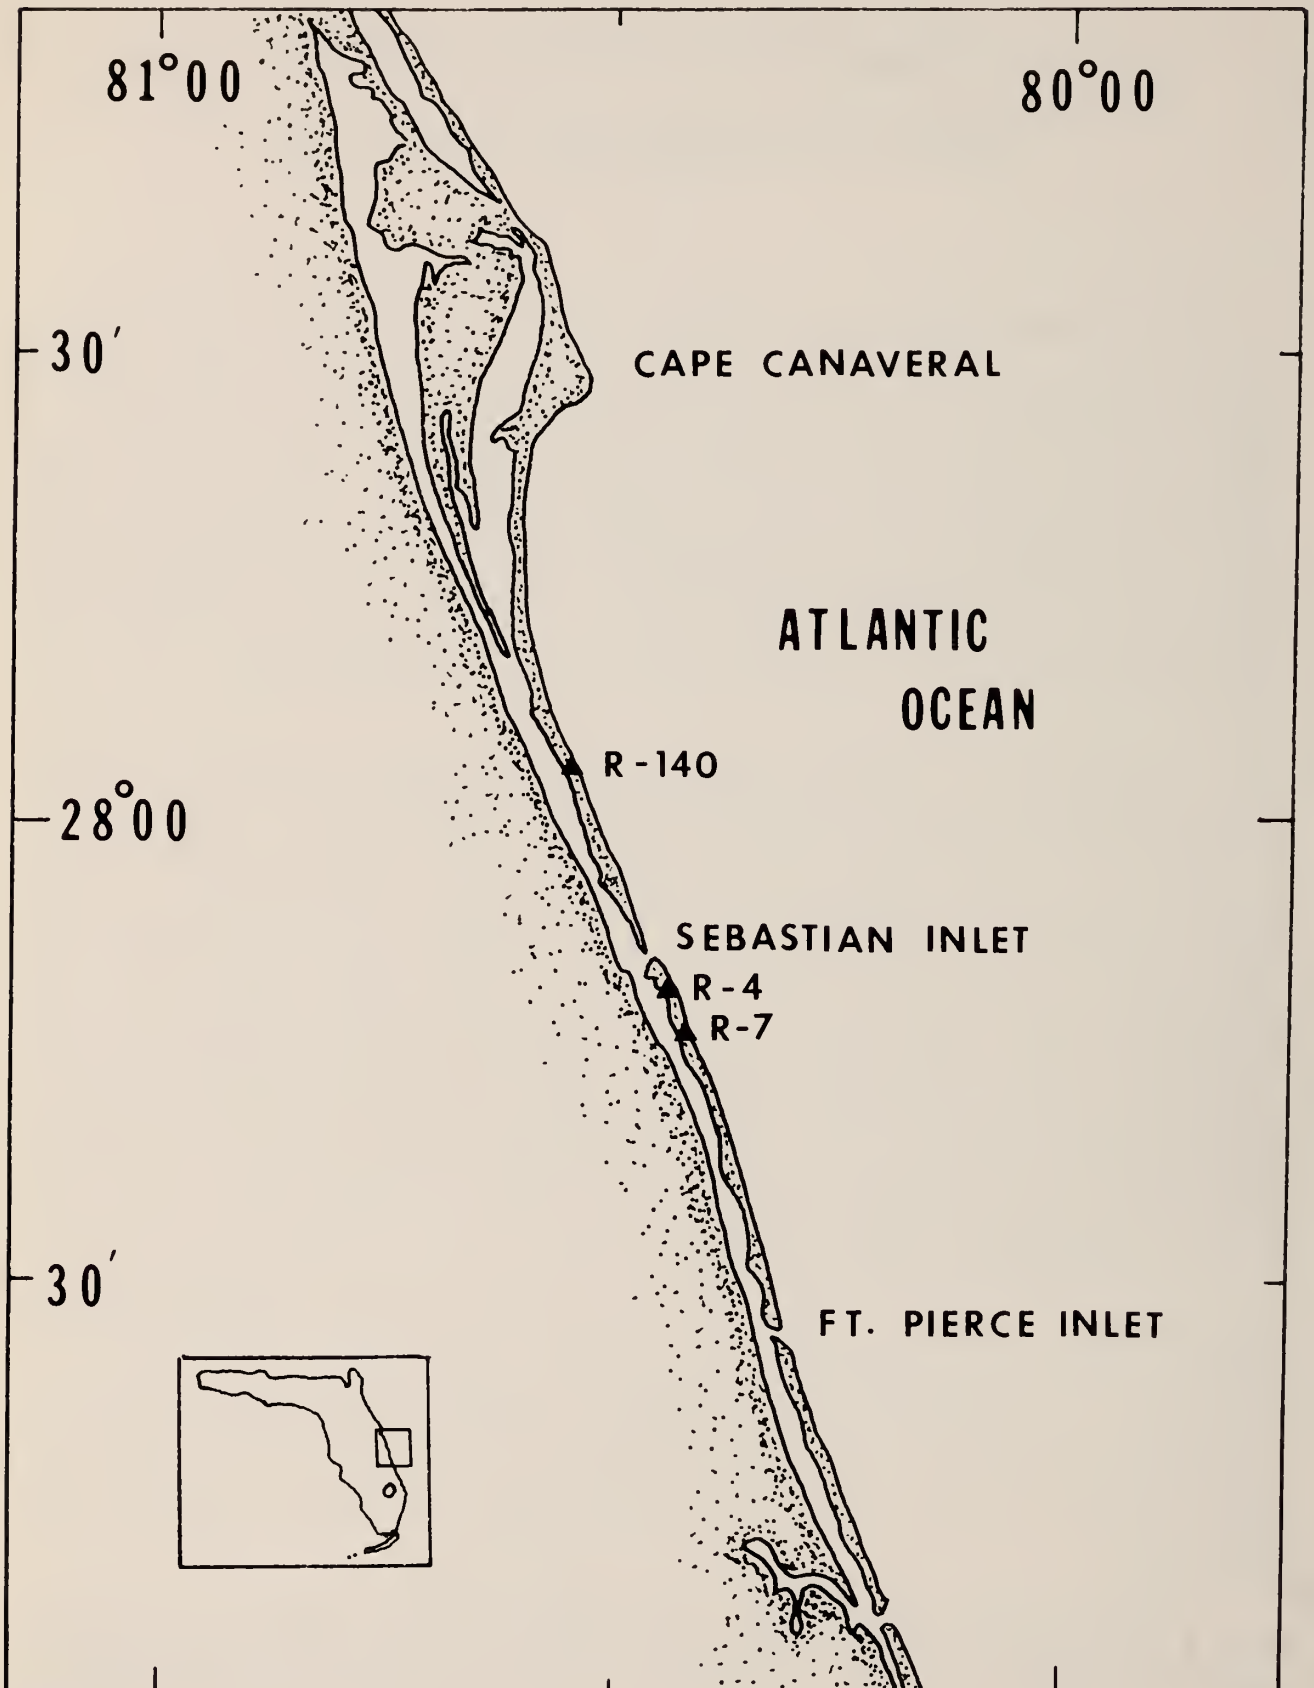 81°00
80°00
30′
CAPE CANAVERAL
ATLANTIC
OCEAN
R-140
28°00
SEBASTIAN INLET
R-4
R-7
30′
FT. PIERCE INLET